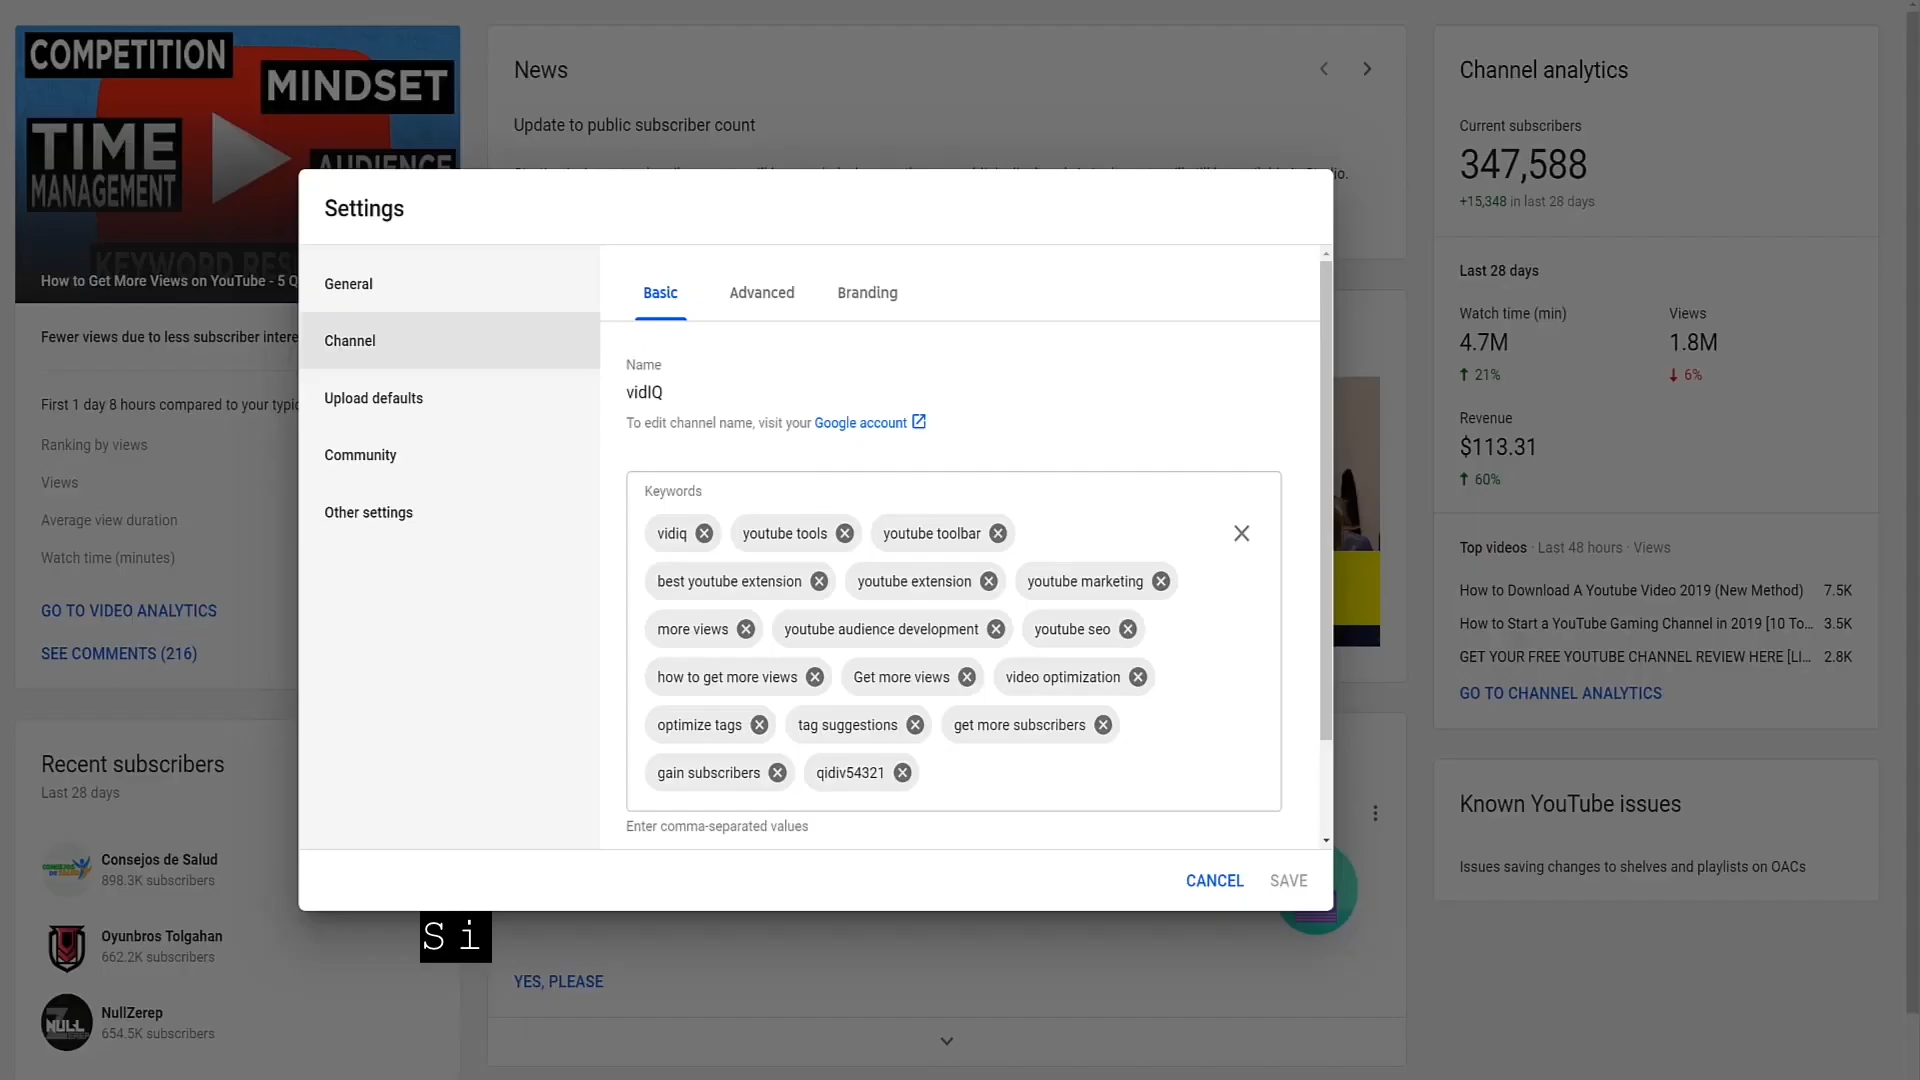 COMPETITION
MINDSET
TIME
MANAGEMENT
AUDIENCE
How to Get More Views on YouTube - 5 Q
Fewer views due to less subscriber intere
First 1 day 8 hours compared to your typic
Ranking by views
Views
Average view duration
Watch time (minutes)
GO TO VIDEO ANALYTICS
SEE COMMENTS (216)
Recent subscribers
Last 28 days
Consejos de Salud
898.3K subscribers
Oyunbros Tolgahan
662.2K subscribers
NULL
NullZerep
654.5K subscribers
News
Update to public subscriber count
Settings
General
Channel
Upload defaults
Community
Other settings
Basic Advanced Branding
Name
vidIQ
To edit channel name, visit your Google account
Keywords
vidiq youtube tools youtube toolbar
best youtube extension youtube extension youtube marketing
more views youtube audience development youtube seo
how to get more views Get more views video optimization
optimize tags tag suggestions get more subscribers
gain subscribers qidiv54321
Enter comma-separated values
CANCEL SAVE
Si
YES, PLEASE
Channel analytics
Current subscribers
347,588
+15,348 in last 28 days
Last 28 days
Watch time (min) Views
4.7M 1.8M
21% 6%
Revenue
$113.31
60%
Top videos · Last 48 hours · Views
How to Download A Youtube Video 2019 (New Method) 7.5K
How to Start a YouTube Gaming Channel in 2019 [10 To... 3.5K
GET YOUR FREE YOUTUBE CHANNEL REVIEW HERE [LI... 2.8K
GO TO CHANNEL ANALYTICS
Known YouTube issues
Issues saving changes to shelves and playlists on OACs